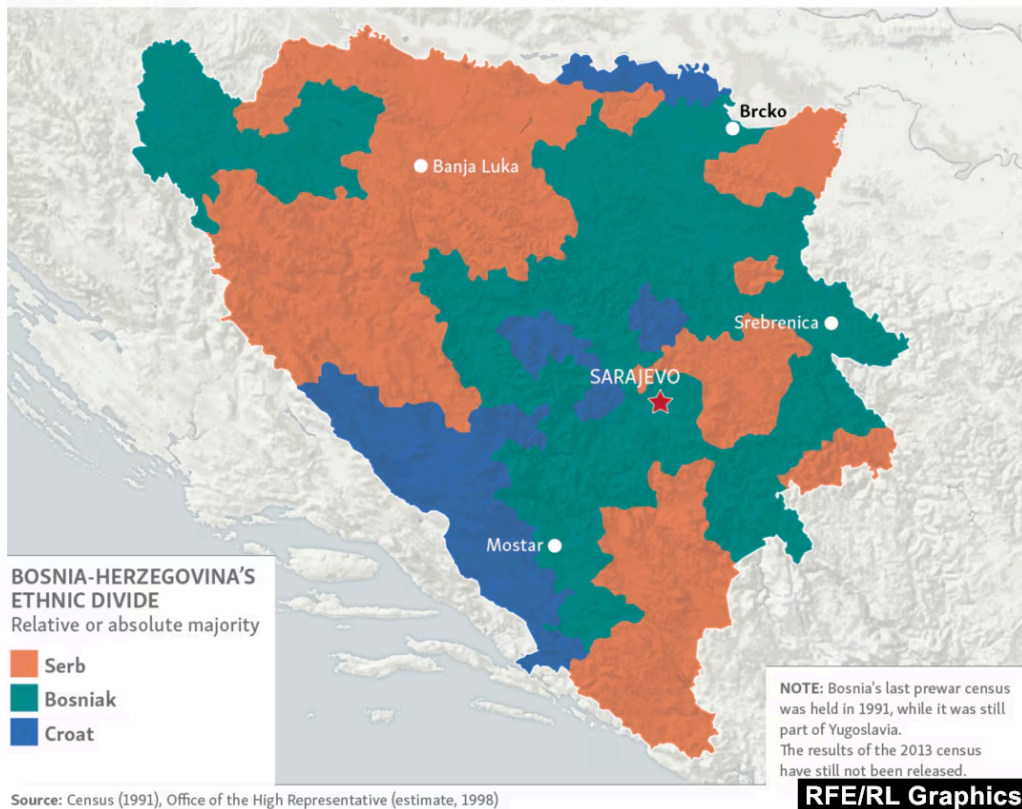 Brcko
Banja Luka
Srebrenica
SARAJEVO
Mostar
BOSNIA-HERZEGOVINA'S
ETHNIC DIVIDE
Relative or absolute majority
Serb
Bosniak
Croat
NOTE: Bosnia's last prewar census
was held in 1991, while it was still
part of Yugoslavia.
The results of the 2013 census
have still not been released.
Source: Census (1991), Office of the High Representative (estimate, 1998)
RFE/RL Graphics